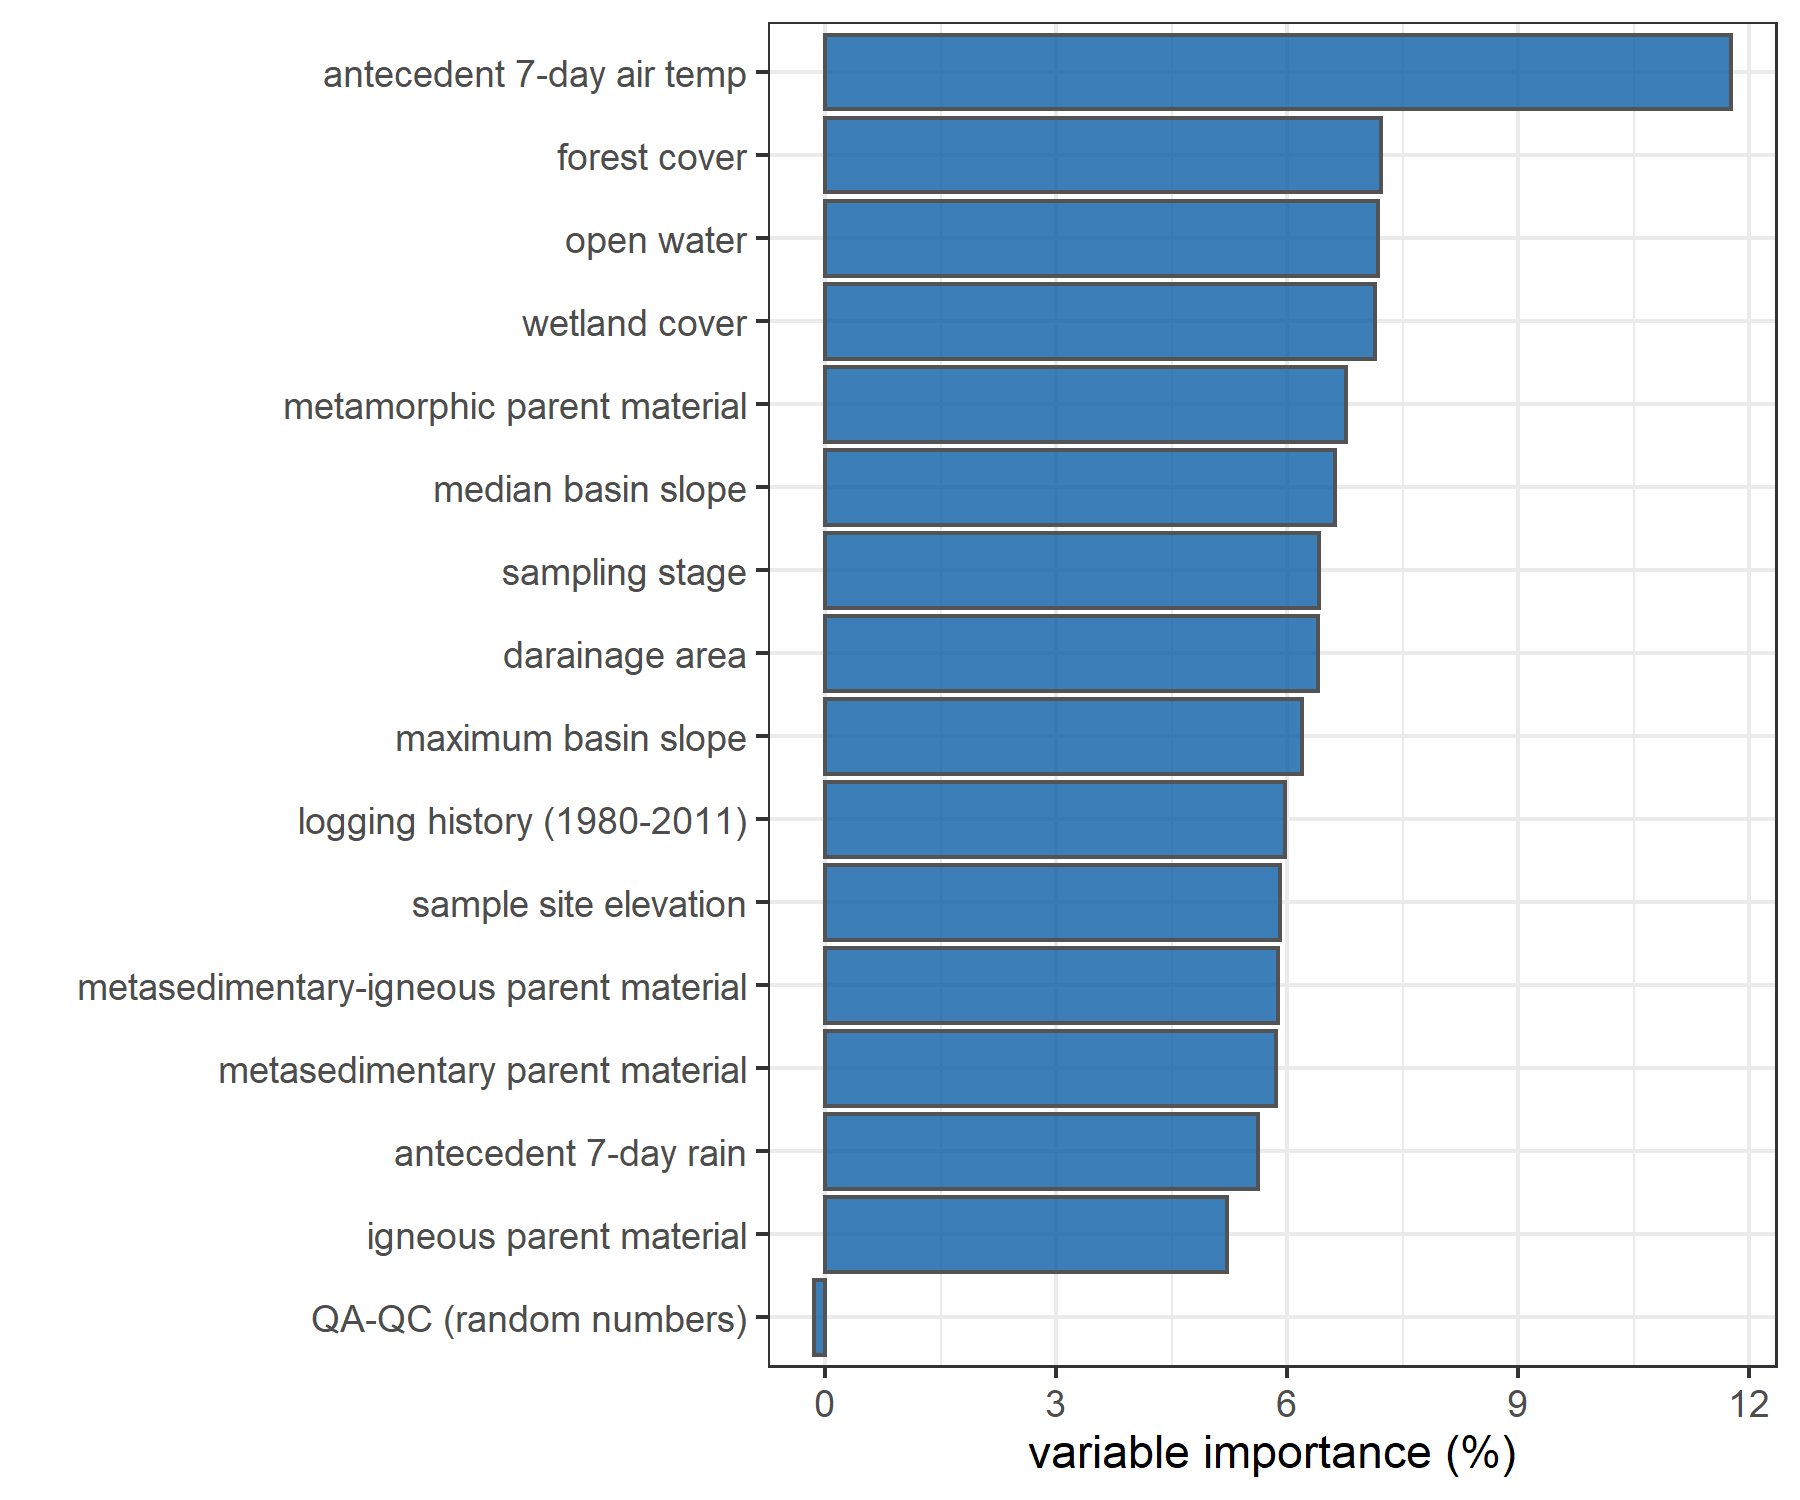 antecedent 7-day air temp
forest cover
open water
wetland cover
metamorphic parent material
median basin slope
sampling stage
darainage area
maximum basin slope
logging history (1980-2011)
sample site elevation
metasedimentary-igneous parent material
metasedimentary parent material
antecedent 7-day rain
igneous parent material
QA-QC (random numbers)
0 3 6 9 12
variable importance (%)